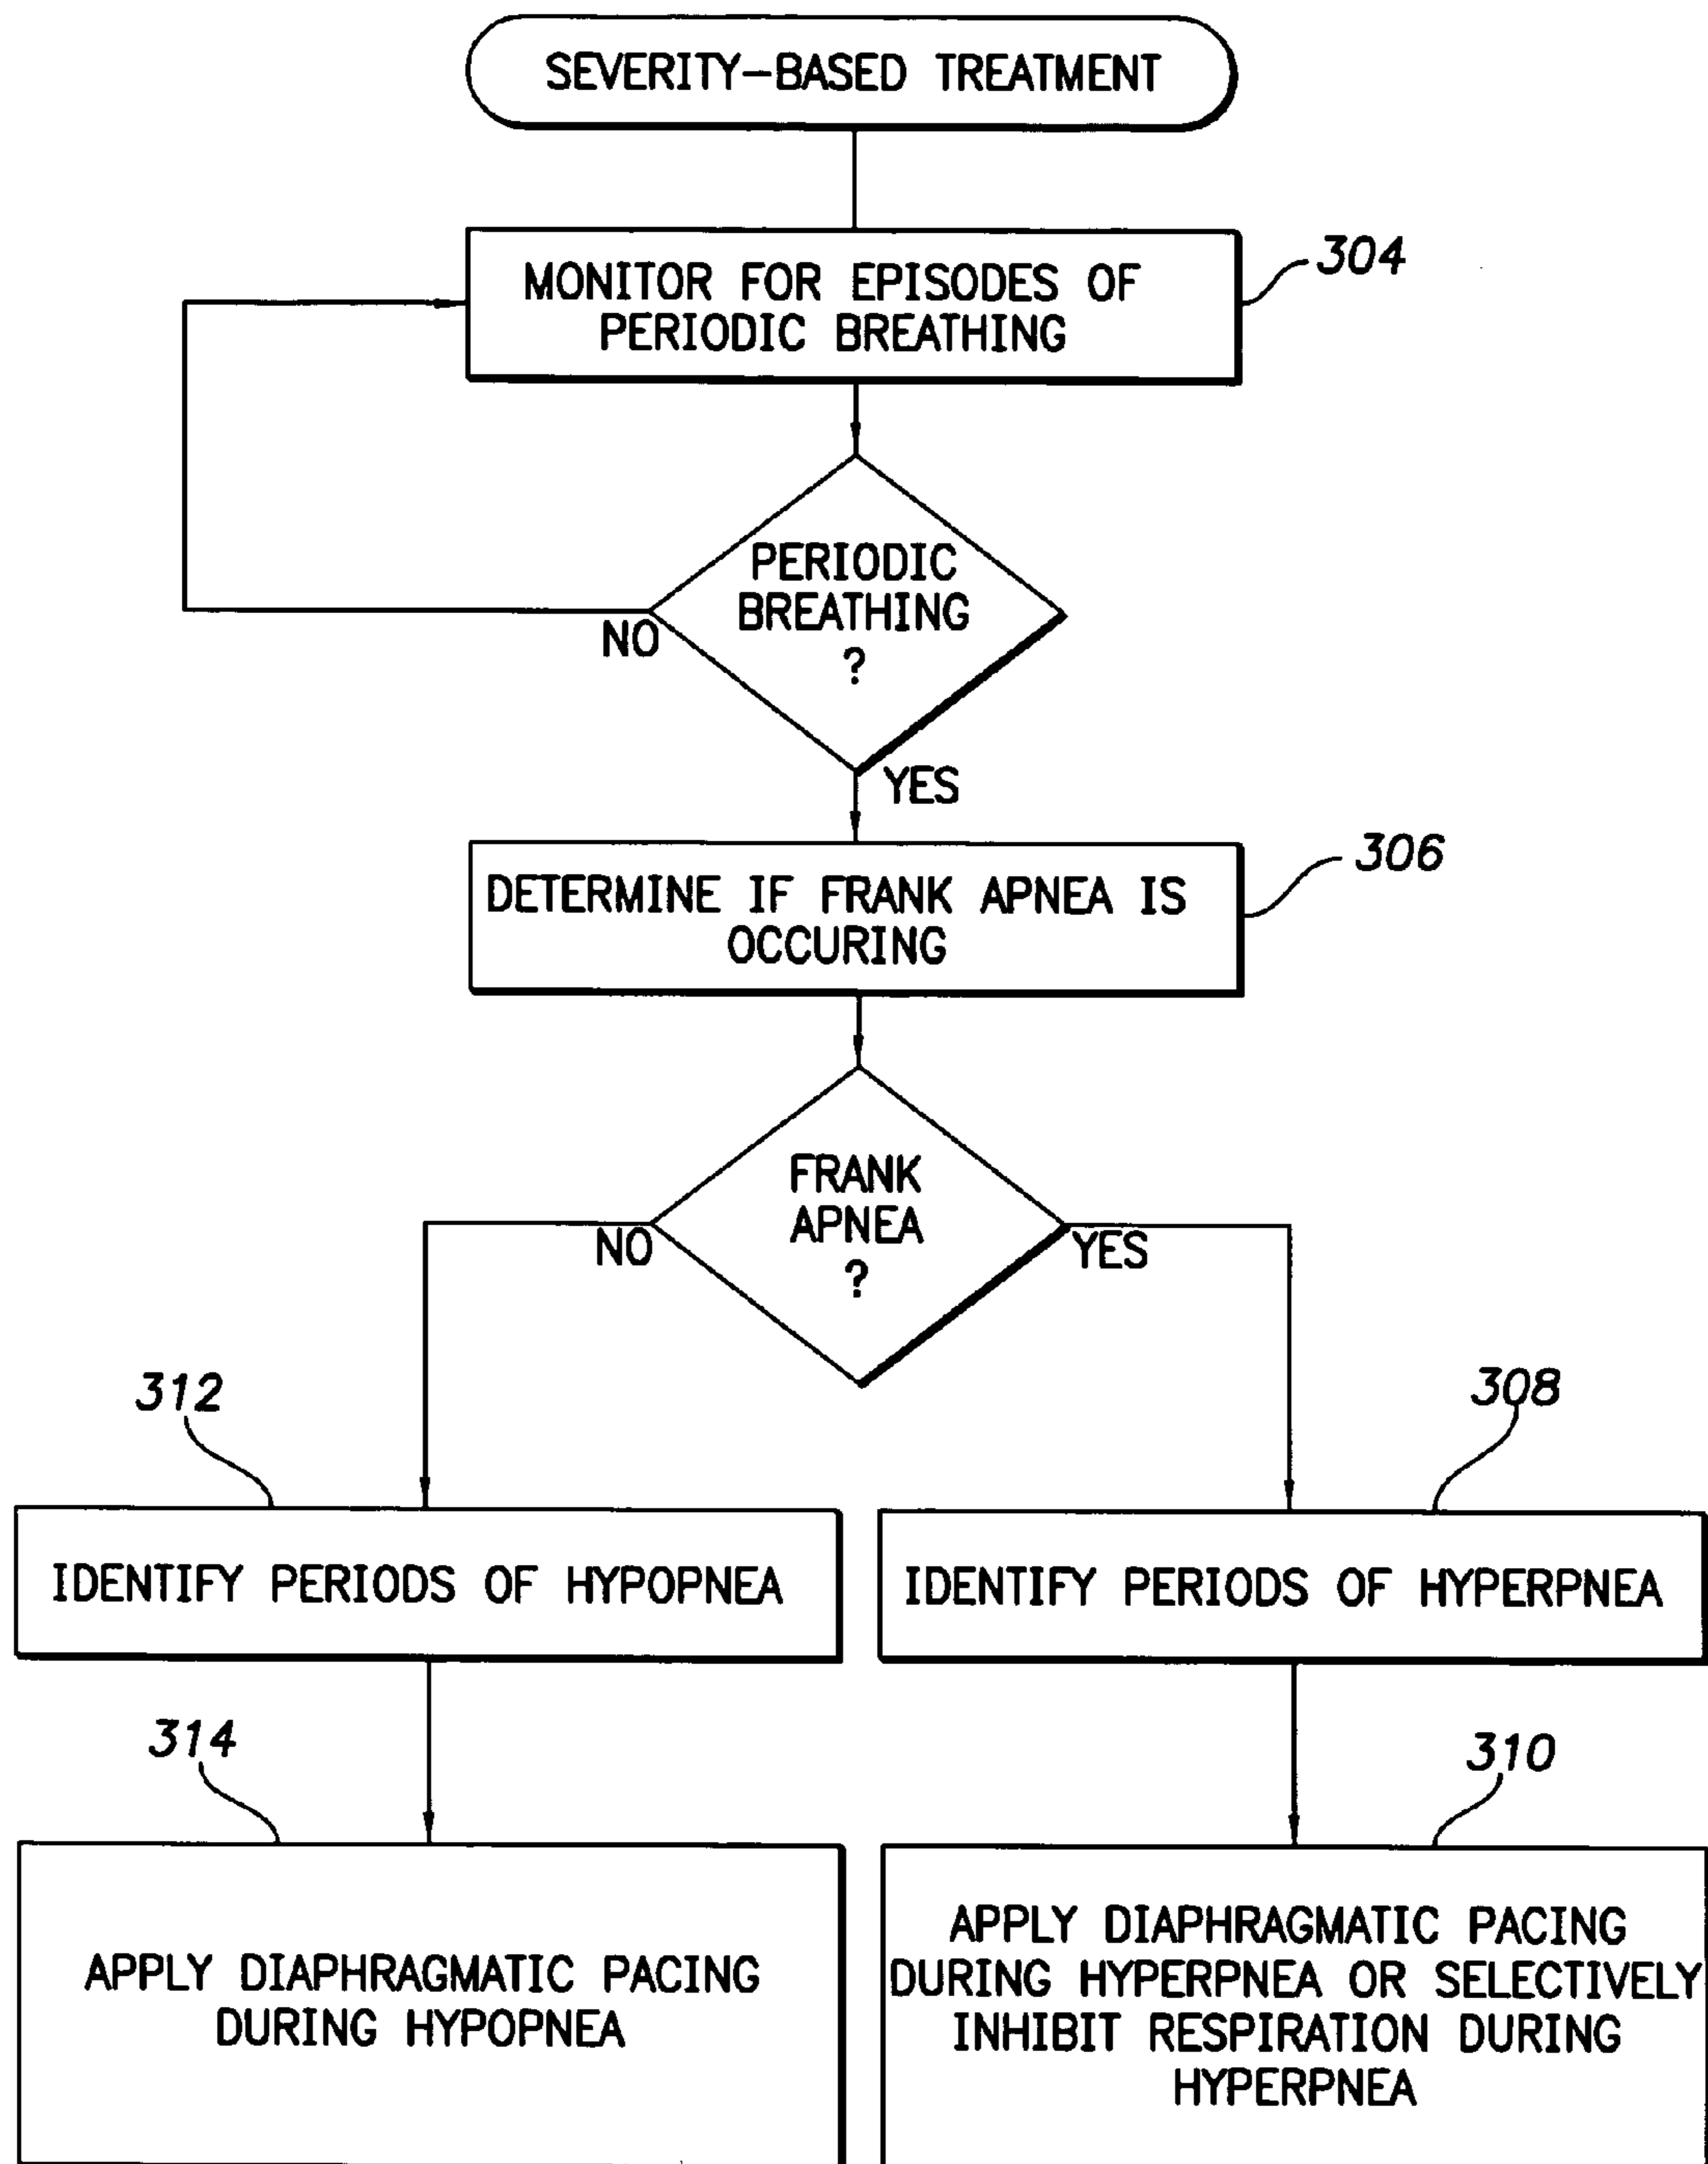 SEVERITY-BASED TREATMENT
MONITOR FOR EPISODES OF
PERIODIC BREATHING
304
PERIODIC
BREATHING
?
NO
YES
DETERMINE IF FRANK APNEA IS
OCCURING
306
FRANK
APNEA
?
NO
YES
312
308
IDENTIFY PERIODS OF HYPOPNEA
IDENTIFY PERIODS OF HYPERPNEA
314
310
APPLY DIAPHRAGMATIC PACING
DURING HYPOPNEA
APPLY DIAPHRAGMATIC PACING
DURING HYPERPNEA OR SELECTIVELY
INHIBIT RESPIRATION DURING
HYPERPNEA